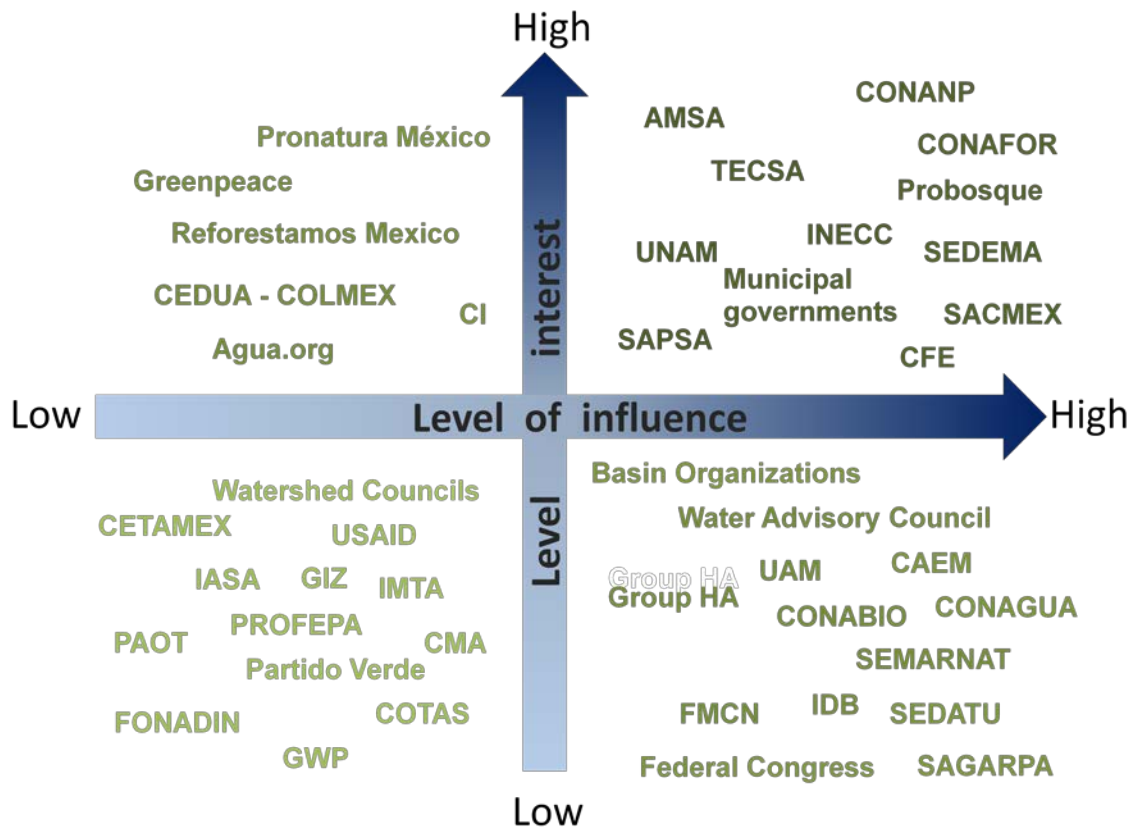 High
CONANP
AMSA
Pronatura México
CONAFOR
TECSA
Greenpeace
Probosque
Reforestamos Mexico
INECC
UNAM
SEDEMA
Municipal
governments
CEDUA - COLMEX
CI
SACMEX
SAPSA
Agua.org
CFE
interest
Low
Level of influence
High
Basin Organizations
Watershed Councils
Water Advisory Council
CETAMEX
USAID
Level
CAEM
UAM
IASA
GIZ
IMTA
Group HA
Group HA
CONABIO
CONAGUA
PROFEPA
PAOT
CMA
SEMARNAT
Partido Verde
IDB
FMCN
SEDATU
COTAS
FONADIN
GWP
Federal Congress
SAGARPA
Low